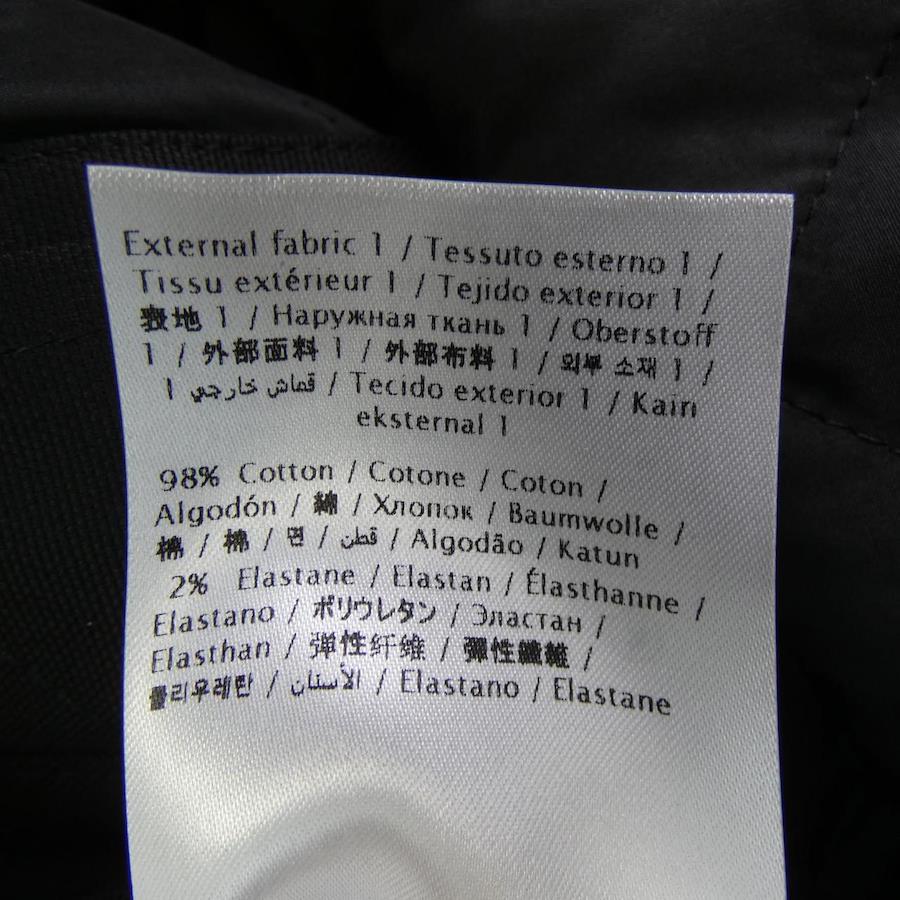 External fabric 1 / Tessuto esterno 1 /
Tissu extérieur 1 / Tejido exterior 1 /
表地 1 / Наружная ткань 1 / Oberstoff
1 / 外部面料 1 / 外部布料 1 / 외부 소재 1 /
1 قماش خارجي / Tecido exterior 1 / Kain
eksternal 1
98% Cotton / Cotone / Coton /
Algodón / 綿 / Хлопок / Baumwolle /
棉 / 棉 / 면 / قطن / Algodão / Katun
2% Elastane / Elastan / Élasthanne /
Elastano / ポリウレタン / Эластан /
Elasthan / 弹性纤维 / 彈性纖維 /
폴리우레탄 / الأستان / Elastano / Elastane